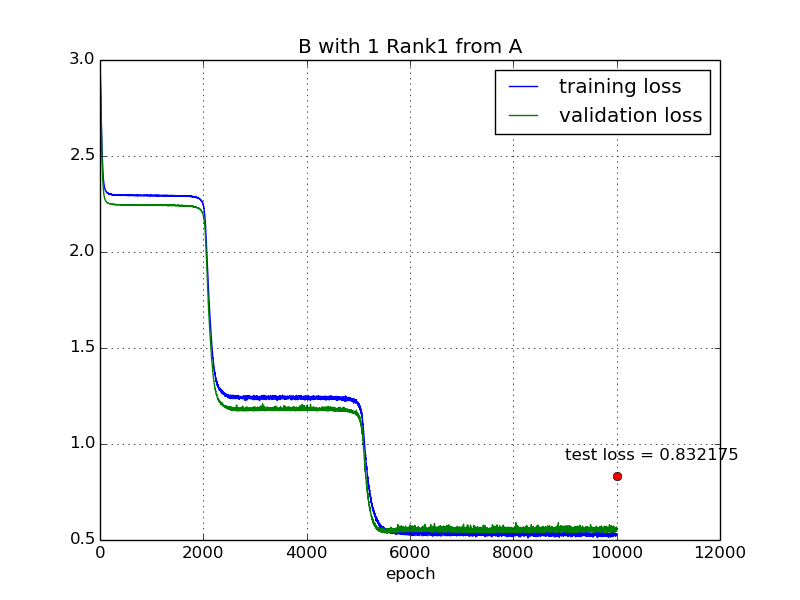 B with 1 Rank1 from A
3.0
training loss
validation loss
2.5
2.0
1.5
1.0
test loss = 0.832175
0.5
0 2000 4000 6000 8000 10000 12000
epoch